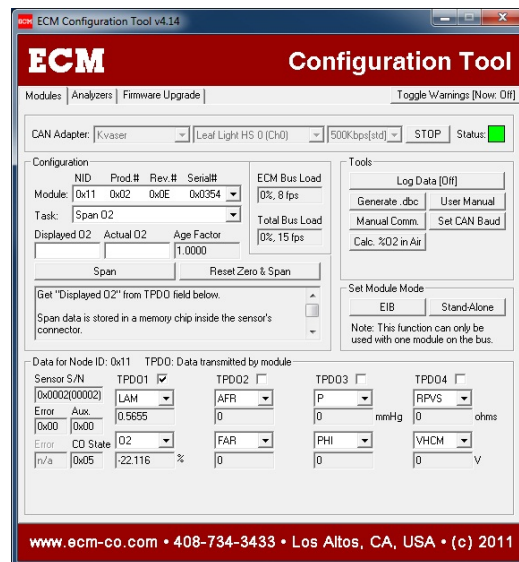 ECM ECM Configuration Tool v4.14
ECM Configuration Tool
Modules Analyzers Firmware Upgrade Toggle Warnings [Now: Off]
CAN Adapter: Kvaser Leaf Light HS 0 (Ch0) 500Kbps[std] STOP Status:
Configuration
NID Prod.# Rev.# Serial#
Module: 0x11 0x02 0x0E 0x0354
Task: Span O2
Displayed O2 Actual O2 Age Factor
1.0000
Span Reset Zero & Span
Get "Displayed O2" from TPDO field below.
Span data is stored in a memory chip inside the sensor's
connector.
ECM Bus Load
0%, 8 fps
Total Bus Load
0%, 15 fps
Tools
Log Data [Off]
Generate .dbc User Manual
Manual Comm. Set CAN Baud
Calc. %O2 in Air
Set Module Mode
EIB Stand-Alone
Note: This function can only be
used with one module on the bus.
Data for Node ID: 0x11 TPDO: Data transmitted by module
Sensor S/N TPDO1 TPDO2 TPDO3 TPDO4
0x0002(00002) LAM AFR P RPVS
Error Aux. 0.5655 0 0 mmHg 0 ohms
0x00 0x00
Error CO State O2 FAR PHI VHCM
n/a 0x05 -22.116 % 0 0 0 V
www.ecm-co.com • 408-734-3433 • Los Altos, CA, USA • (c) 2011